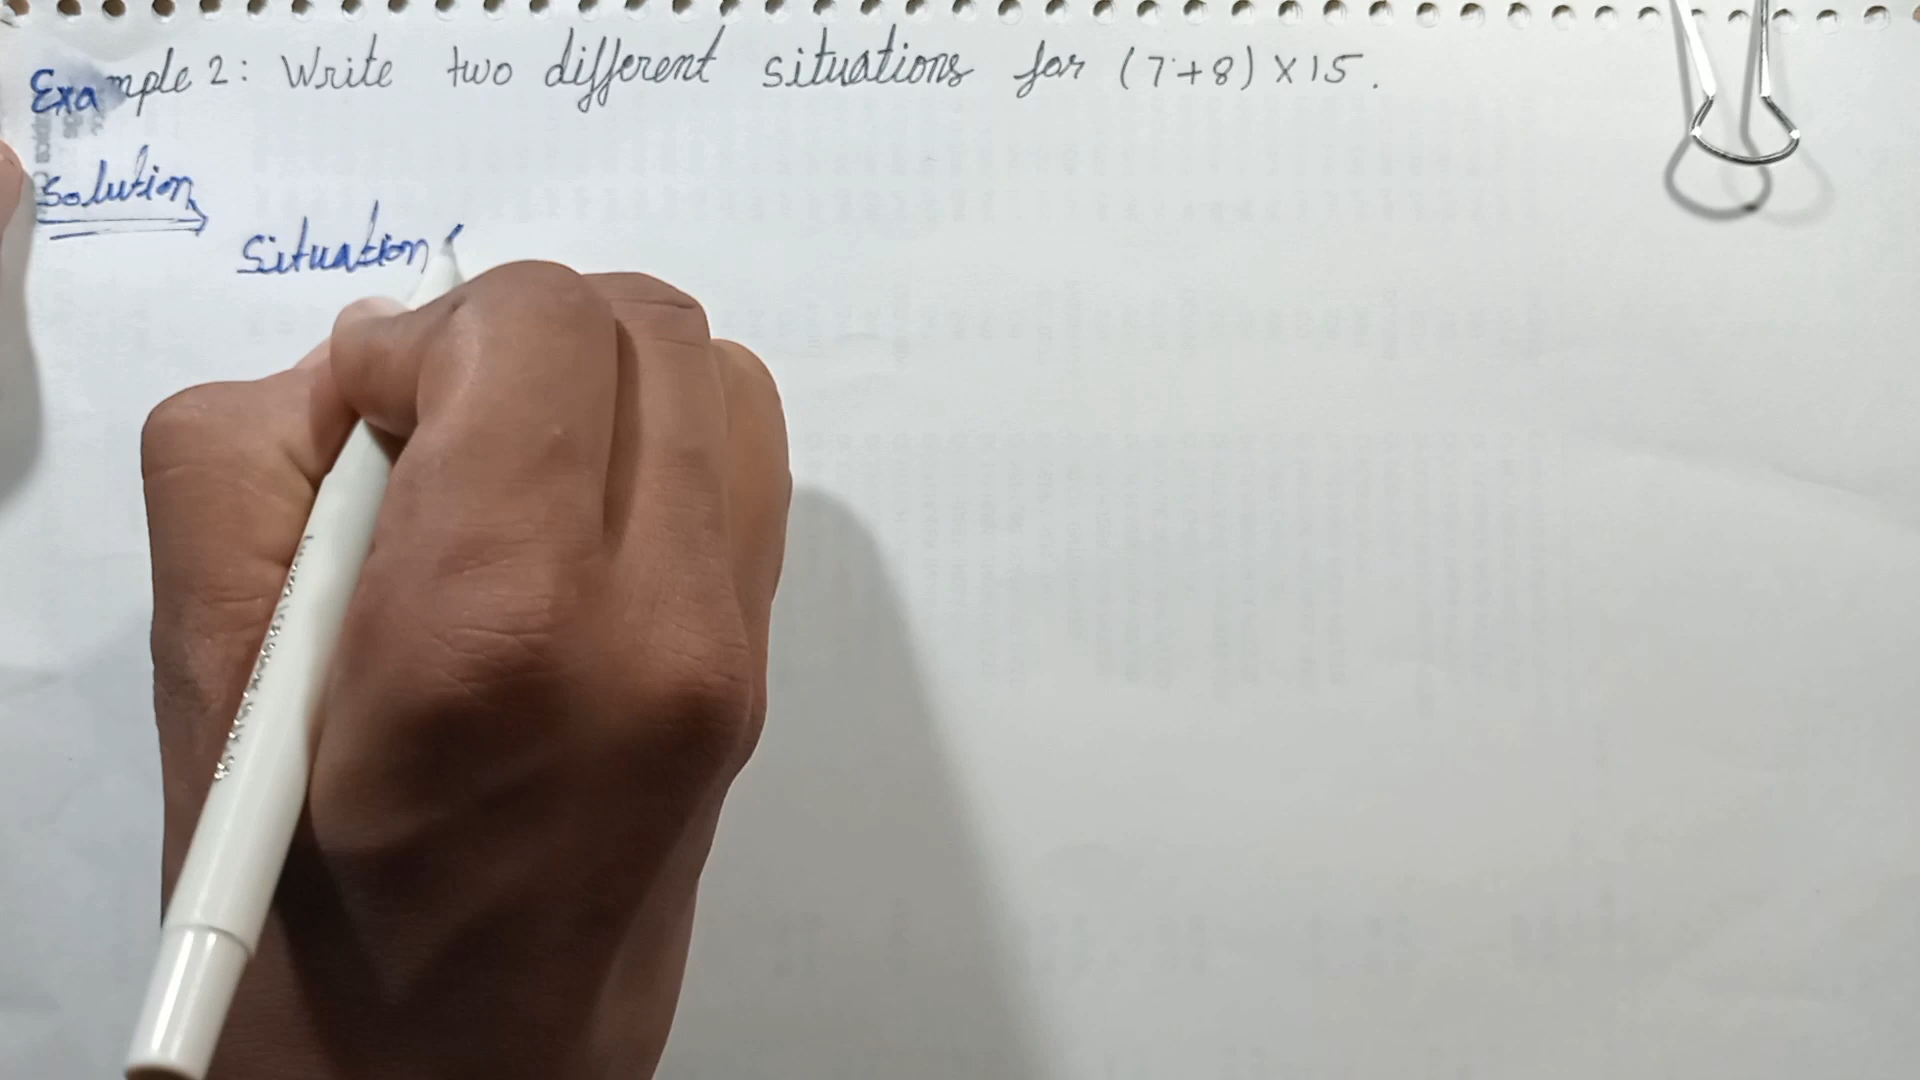 Example 2: Write two different situations for (7+8) × 15.
Solution
Situation